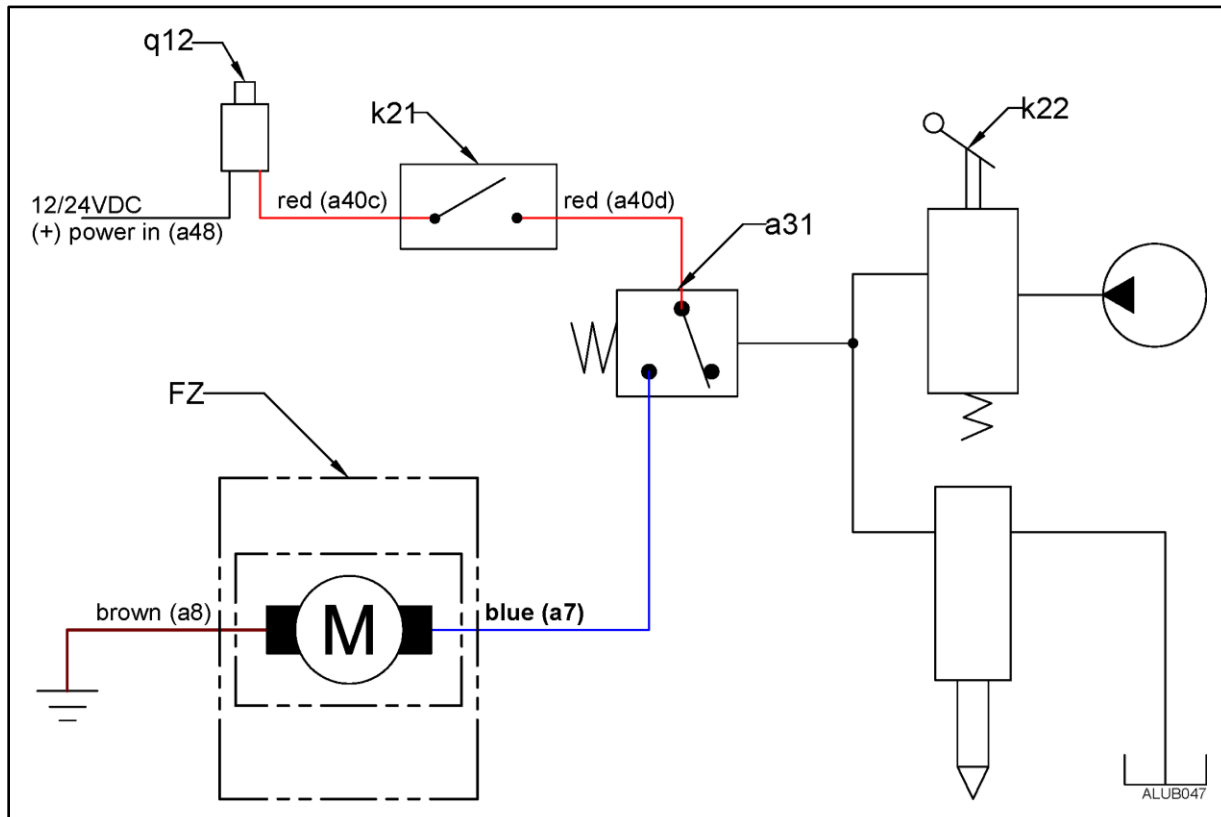 q12
k21
k22
12/24VDC
(+) power in (a48)
red (a40c)
red (a40d)
a31
FZ
brown (a8)
M
blue (a7)
ALUB047